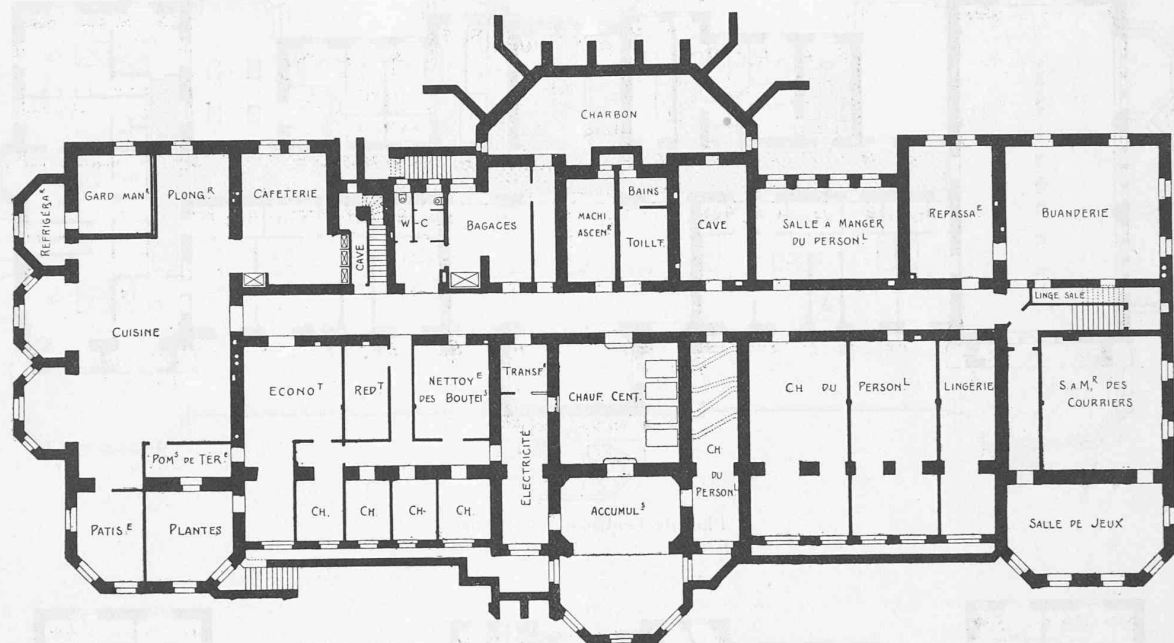 CHARBON
GARD MAN.R
PLONG.R
CAFETERIE
REFRIGÉRA.R
CAVE
W-C
BAGAGES
MACHI
ASCEN.R
BAINS
TOILLT.
CAVE
SALLE A MANGER
DU PERSON.L
REPASSA.E
BUANDERIE
LINGE SALE
CUISINE
ECONO.T
RED.T
NETTOY.E
DES BOUTEI.S
TRANSF.R
ELECTRICITÉ
CHAUF. CENT.
CH
DU
PERSON.L
CH DU
PERSON.L
LINGERIE
S. A M.R DES
COURRIERS
POM.S DE TER.E
PATIS.E
PLANTES
CH.
CH.
CH.
CH.
ACCUMUL.S
SALLE DE JEUX